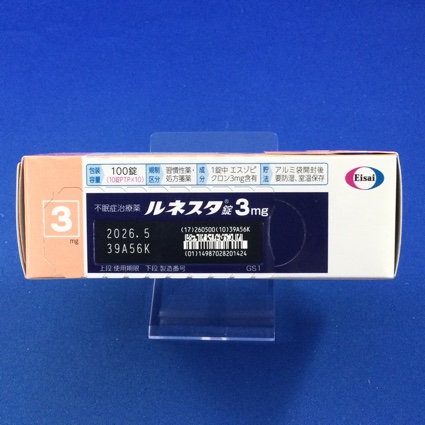 包装容量 100錠 (10錠PTP×10) 規制区分 習慣性医薬・処方箋薬 成分 1錠中 エスゾピクロン3mg含有 貯法 アルミ袋開封後要防湿、室温保存
Eisai
3 mg
不眠症治療薬 ルネスタ®錠3mg
2026.5
39A56K
(17)260500(10)39A56K
(01)14987028201424
上段:使用期限 下段:製造番号 GS1